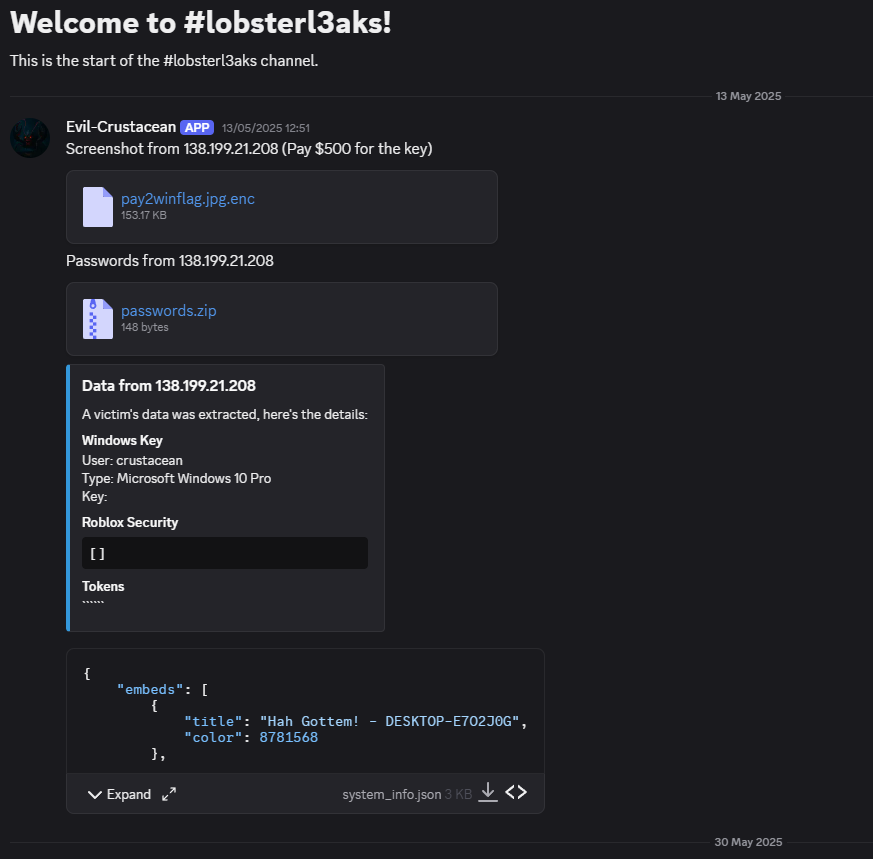 Welcome to #lobsterl3aks!
This is the start of the #lobsterl3aks channel.
13 May 2025
Evil-Crustacean APP 13/05/2025 12:51
Screenshot from 138.199.21.208 (Pay $500 for the key)
pay2winflag.jpg.enc
153.17 KB
Passwords from 138.199.21.208
passwords.zip
148 bytes
Data from 138.199.21.208
A victim's data was extracted, here's the details:
Windows Key
User: crustacean
Type: Microsoft Windows 10 Pro
Key:
Roblox Security
[]
Tokens
``````
{
"embeds": [
{
"title": "Hah Gottem! - DESKTOP-E7O2J0G",
"color": 8781568
},
Expand system_info.json 3 KB
30 May 2025